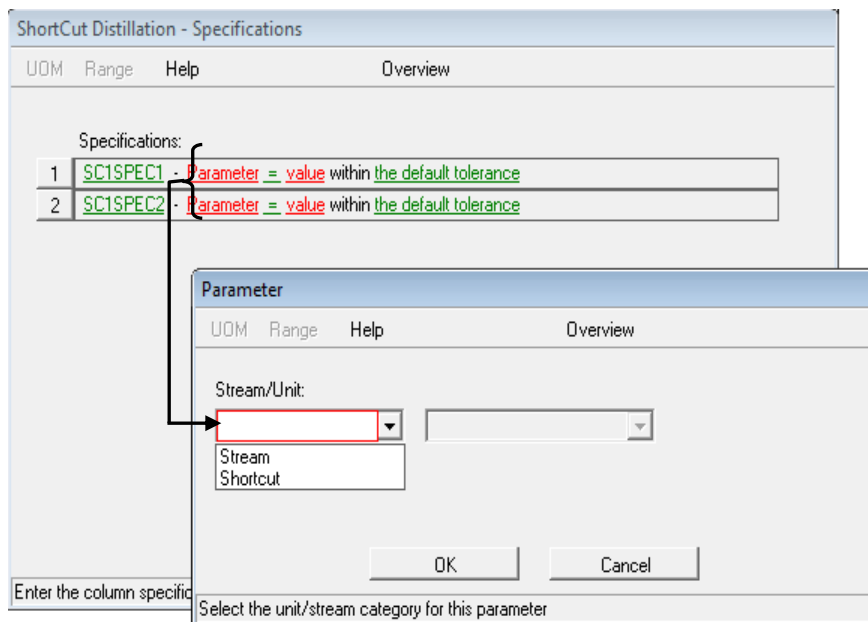 ShortCut Distillation - Specifications
UOM Range Help Overview
Specifications:
1 SC1SPEC1 - Parameter = value within the default tolerance
2 SC1SPEC2 - Parameter = value within the default tolerance
Parameter
UOM Range Help Overview
Stream/Unit:
Stream
Shortcut
OK Cancel
Enter the column specific
Select the unit/stream category for this parameter